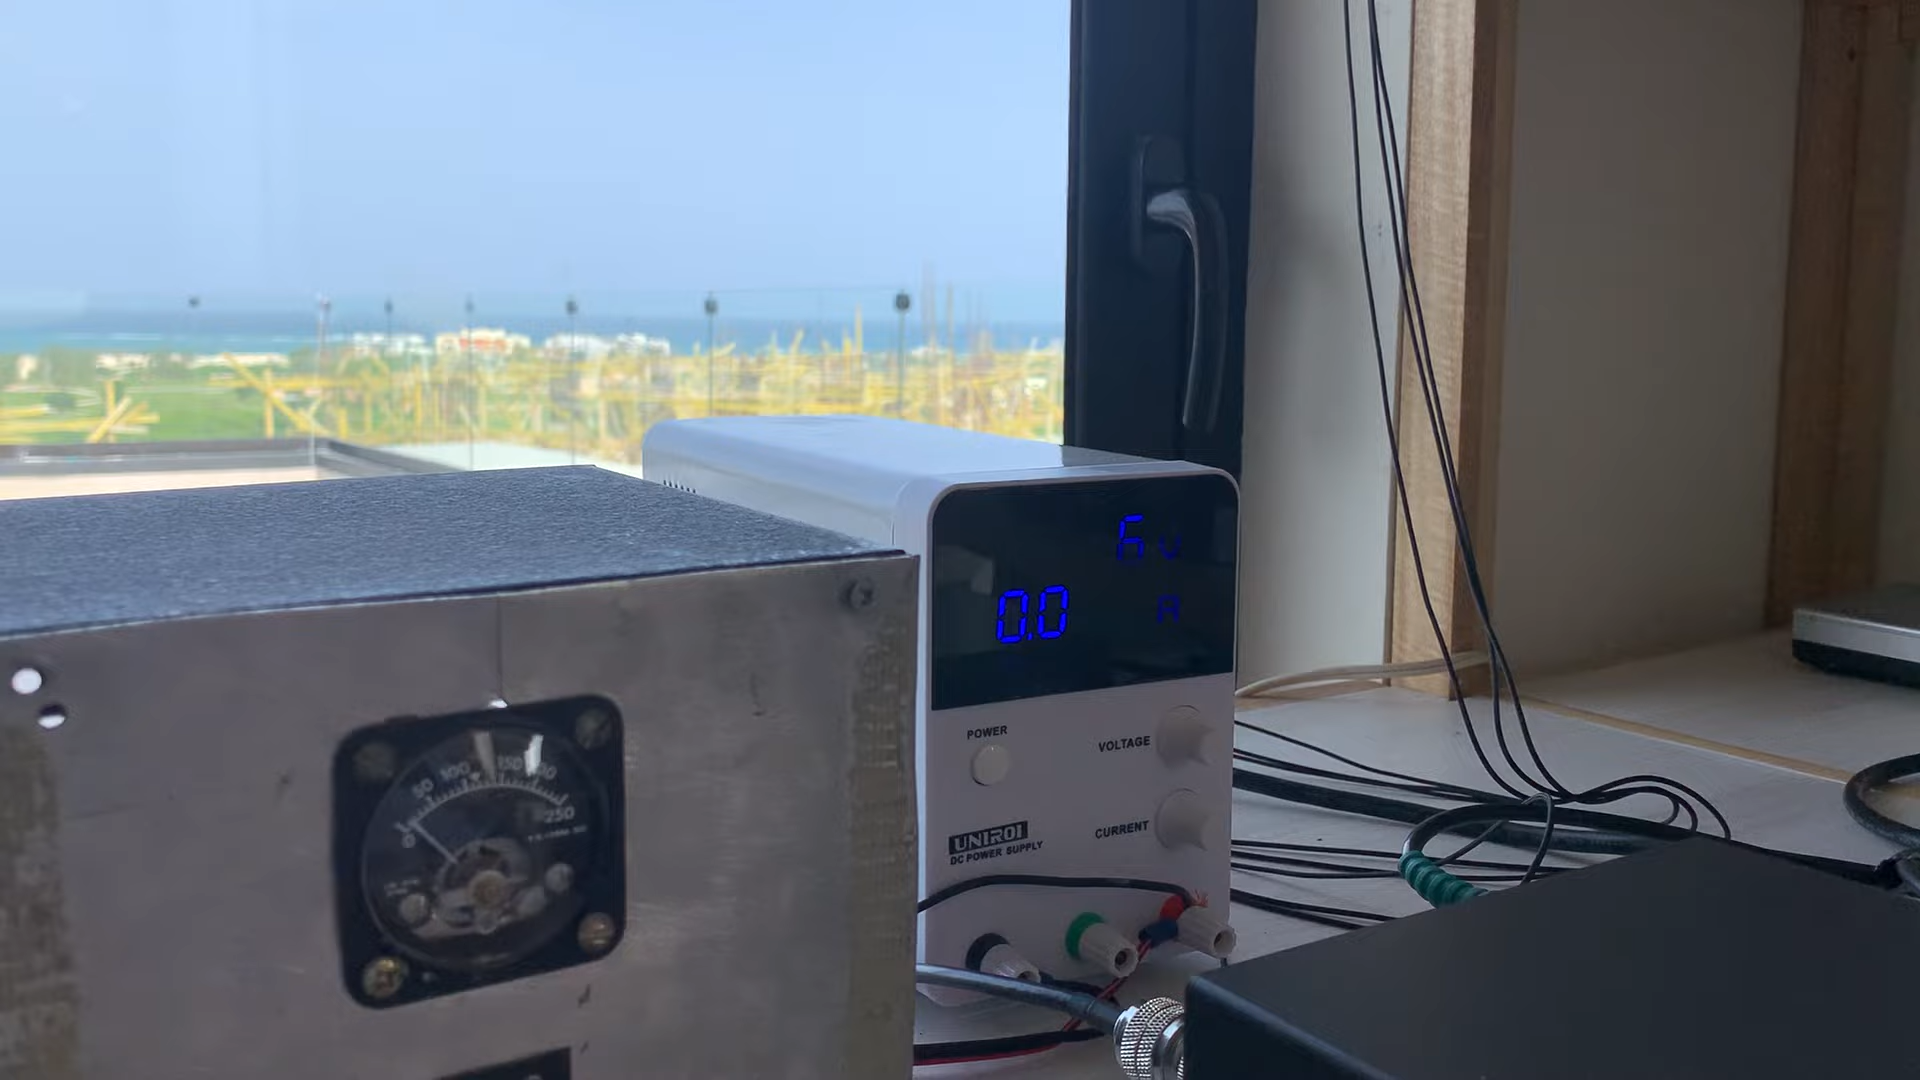 6 V
0.0 A
POWER
VOLTAGE
CURRENT
UNIROI
DC POWER SUPPLY
0 50 100 150
250